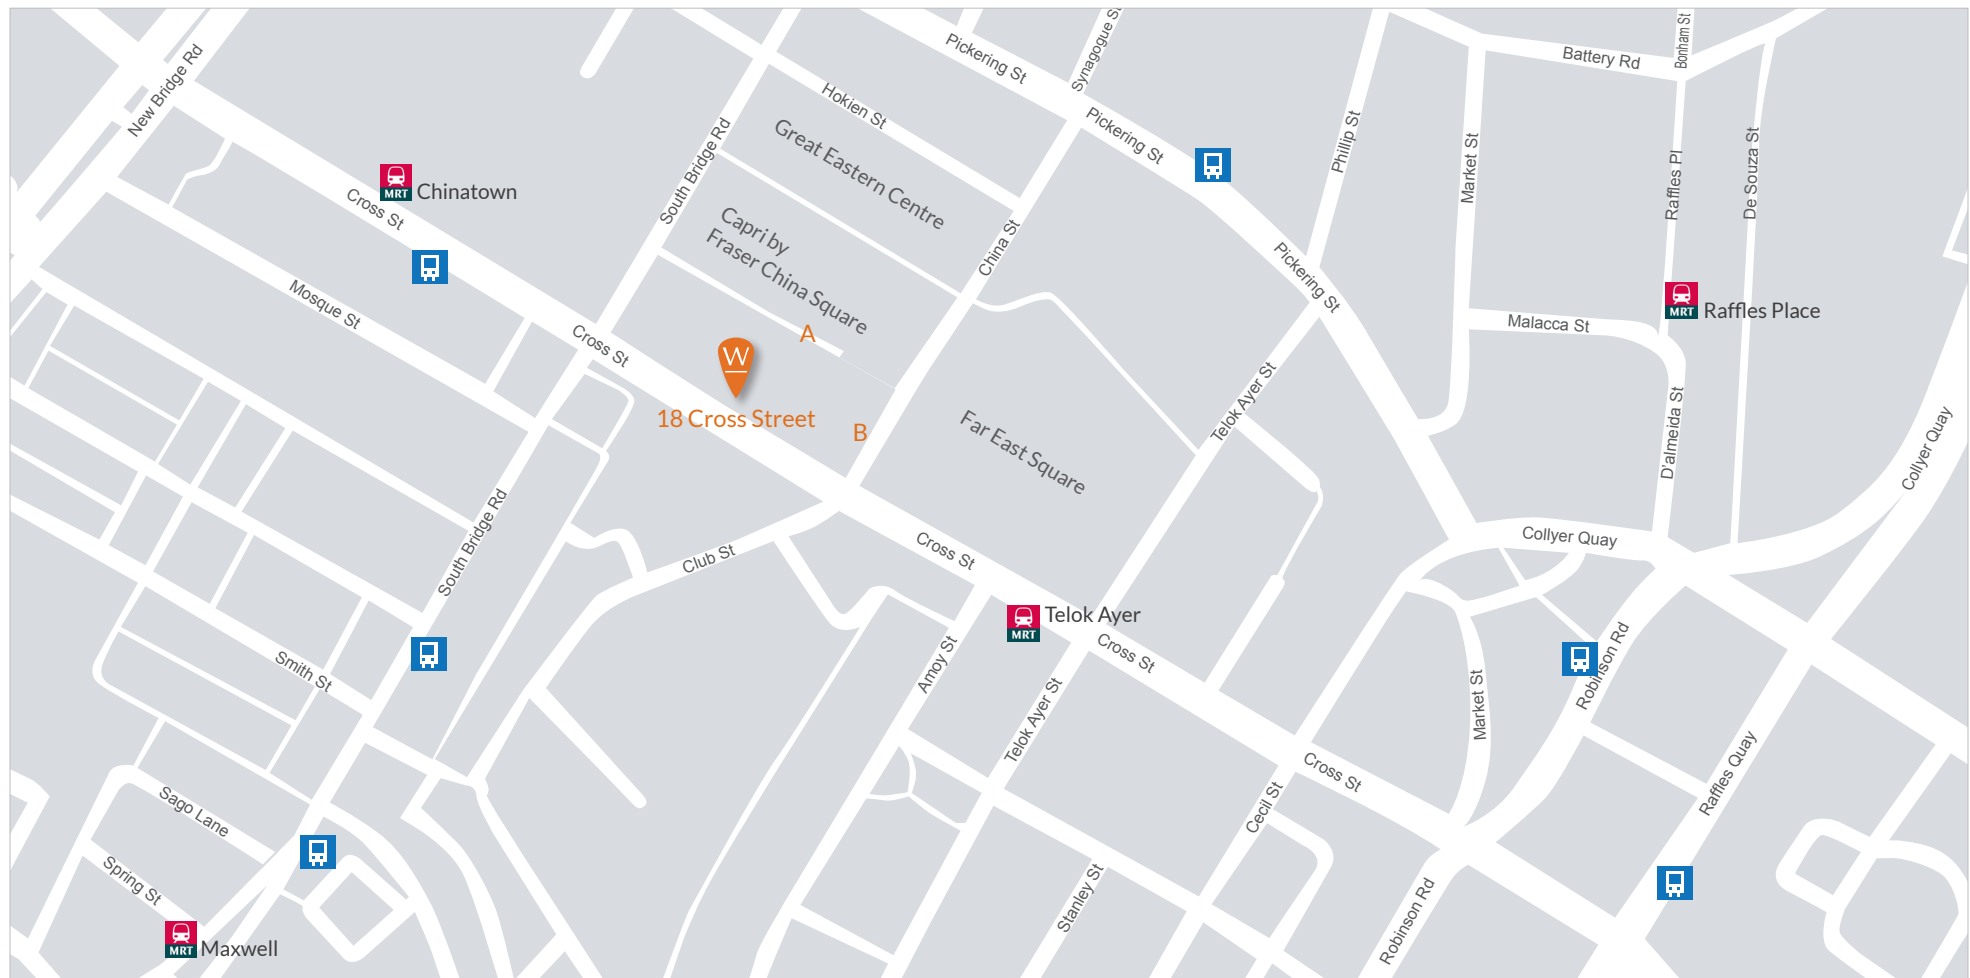 Bonham St
Synagogue St
Pickering St
Battery Rd
New Bridge Rd
Hokien St
Pickering St
Great Eastern Centre
South Bridge Rd
Phillip St
Market St
Raffles Pl
De Souza St
MRT
Chinatown
Cross St
Capri by
Fraser China Square
China St
Pickering St
Mosque St
MRT
Raffles Place
Malacca St
Cross St
A
W
18 Cross Street
B
Telok Ayer St
Far East Square
D'almeida St
Collyer Quay
South Bridge Rd
Club St
Cross St
Collyer Quay
MRT
Telok Ayer
Cross St
Amoy St
Smith St
Telok Ayer St
Market St
Robinson Rd
Raffles Quay
Cross St
Cecil St
Sago Lane
Spring St
Stanley St
Robinson Rd
MRT
Maxwell